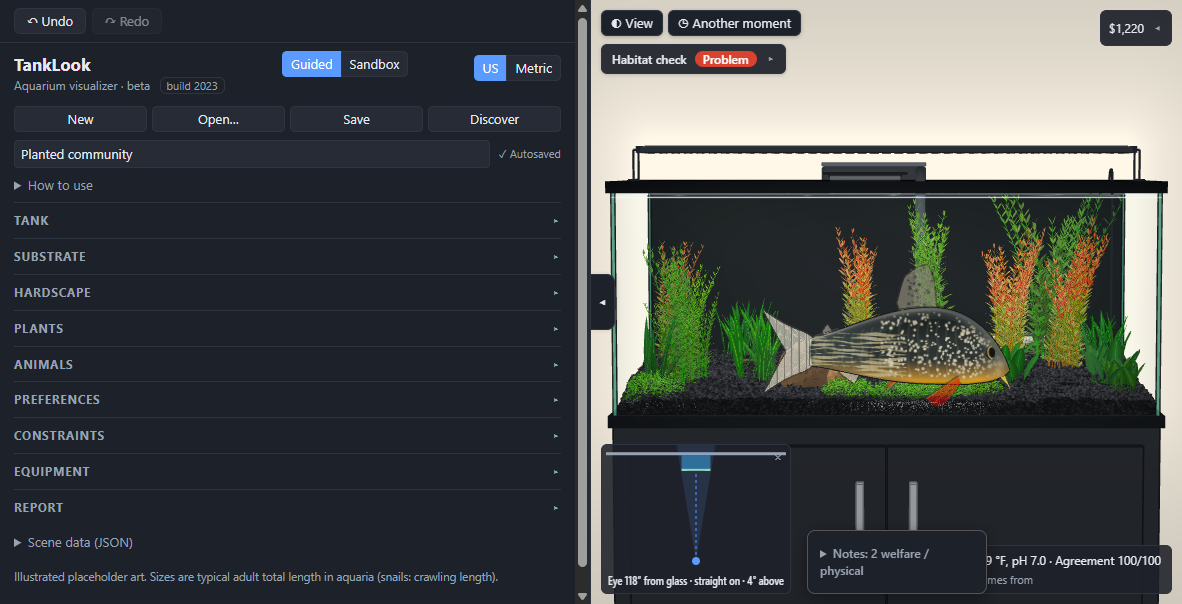 Undo
Redo
TankLook
Aquarium visualizer · beta build 2023
Guided Sandbox
US Metric
New
Open...
Save
Discover
Planted community
✓ Autosaved
How to use
TANK
SUBSTRATE
HARDSCAPE
PLANTS
ANIMALS
PREFERENCES
CONSTRAINTS
EQUIPMENT
REPORT
Scene data (JSON)
Illustrated placeholder art. Sizes are typical adult total length in aquaria (snails: crawling length).
View
Another moment
$1,220
Habitat check Problem
Eye 118" from glass · straight on · 4° above
Notes: 2 welfare /
physical
9 °F, pH 7.0 · Agreement 100/100
mes from